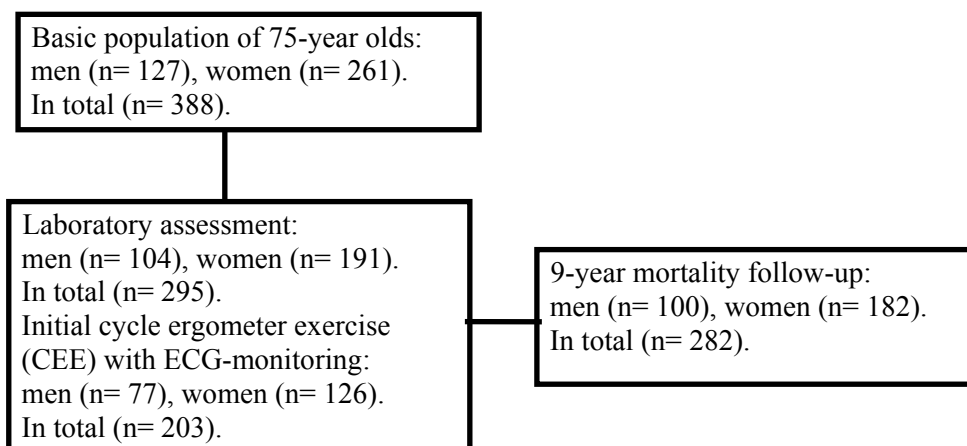 Basic population of 75-year olds:
men (n= 127), women (n= 261).
In total (n= 388).
Laboratory assessment:
men (n= 104), women (n= 191).
In total (n= 295).
Initial cycle ergometer exercise
(CEE) with ECG-monitoring:
men (n= 77), women (n= 126).
In total (n= 203).
9-year mortality follow-up:
men (n= 100), women (n= 182).
In total (n= 282).